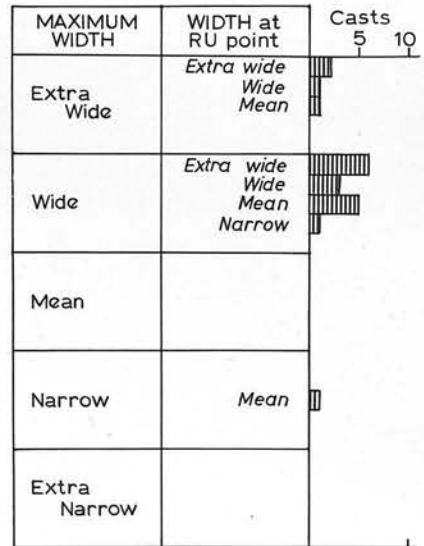 MAXIMUM
WIDTH
WIDTH at
RU point
Casts
5 10
Extra
Wide
Extra wide
Wide
Mean
Wide
Extra wide
Wide
Mean
Narrow
Mean
Narrow
Mean
Extra
Narrow